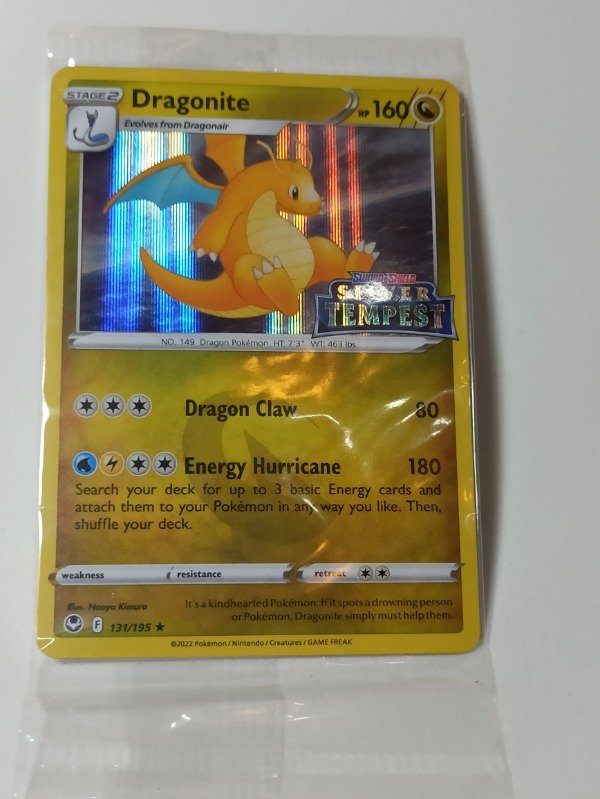 STAGE 2 Dragonite HP 160
Evolves from Dragonair
SWORD & SHIELD
SILVER
TEMPEST
NO. 149 Dragon Pokémon HT: 7'3" WT: 463 lbs.
Dragon Claw 80
Energy Hurricane 180
Search your deck for up to 3 basic Energy cards and
attach them to your Pokémon in any way you like. Then,
shuffle your deck.
weakness resistance retreat
Illus. Naoyo Kimura
It's a kindhearted Pokémon. If it spots a drowning person
or Pokémon, Dragonite simply must help them.
F 131/195 ★
©2022 Pokémon / Nintendo / Creatures / GAME FREAK